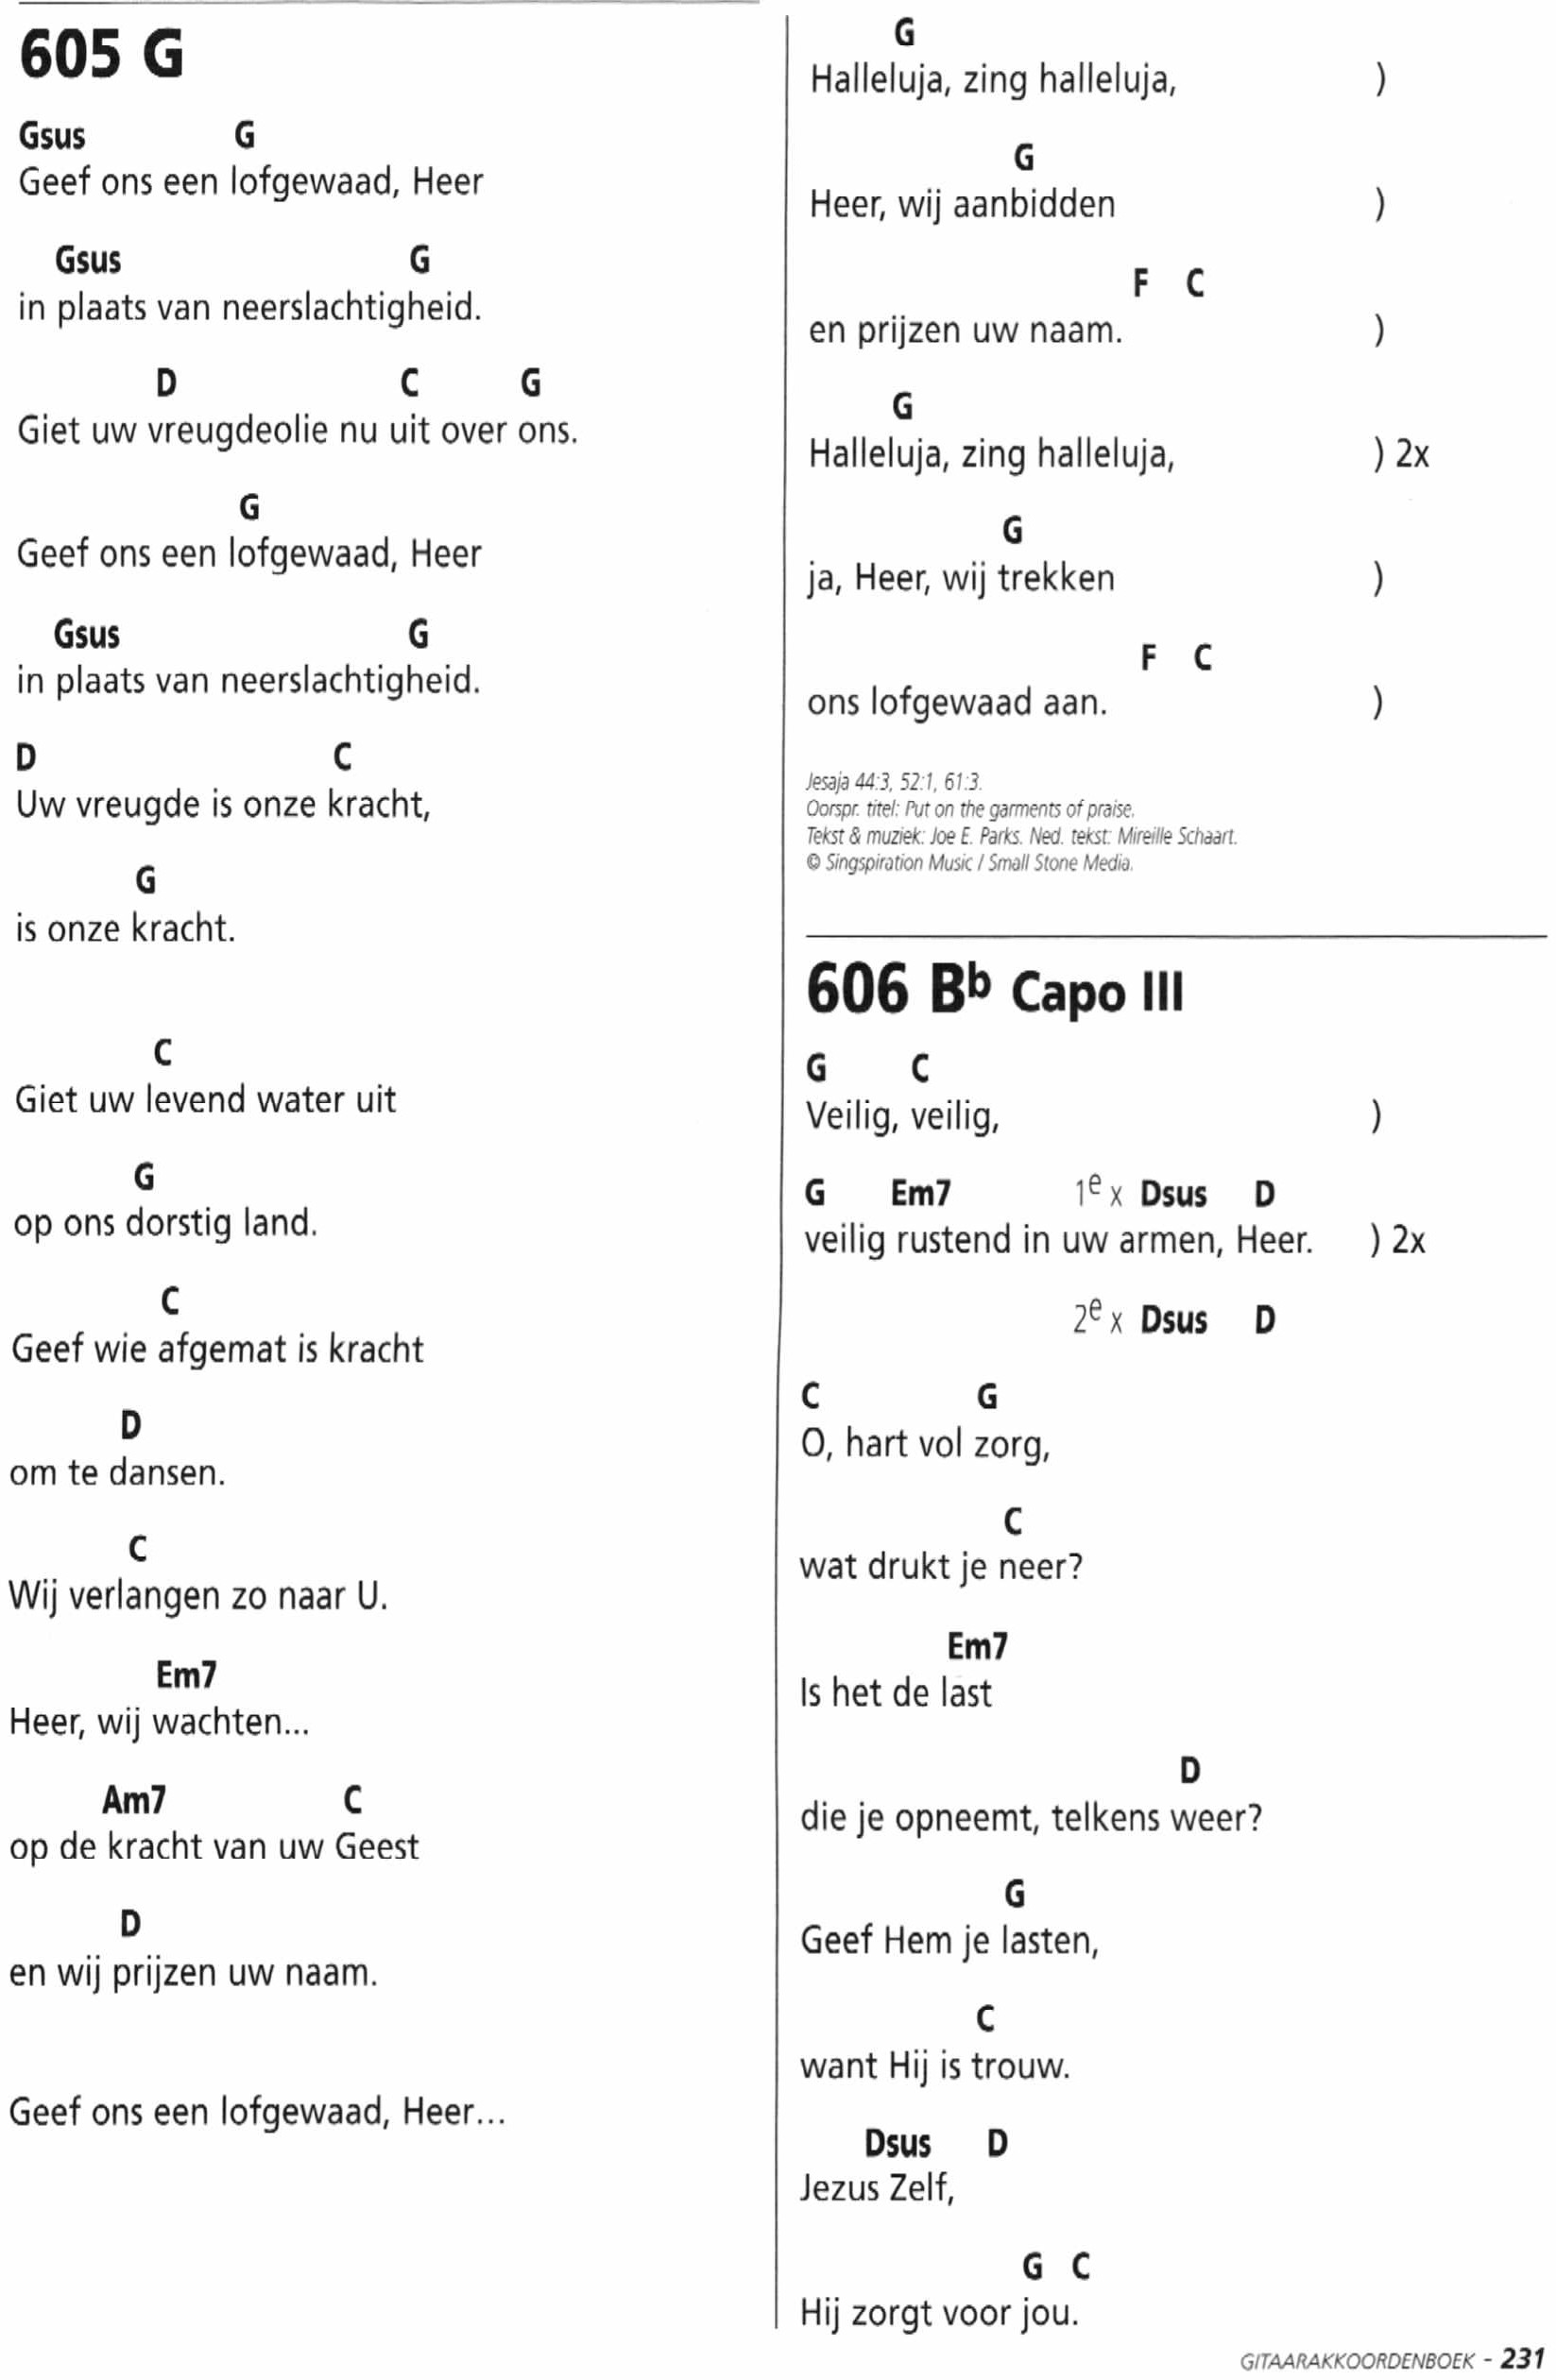 605 G
Gsus G
Geef ons een lofgewaad, Heer
Gsus G
in plaats van neerslachtigheid.
D C G
Giet uw vreugdeolie nu uit over ons.
G
Geef ons een lofgewaad, Heer
Gsus G
in plaats van neerslachtigheid.
D C
Uw vreugde is onze kracht,
G
is onze kracht.
C
Giet uw levend water uit
G
op ons dorstig land.
C
Geef wie afgemat is kracht
D
om te dansen.
C
Wij verlangen zo naar U.
Em7
Heer, wij wachten...
Am7 C
op de kracht van uw Geest
D
en wij prijzen uw naam.
Geef ons een lofgewaad, Heer...
G
Halleluja, zing halleluja, )
G
Heer, wij aanbidden )
F C
en prijzen uw naam. )
G
Halleluja, zing halleluja, ) 2x
G
ja, Heer, wij trekken )
F C
ons lofgewaad aan. )
Jesaja 44:3, 52:1, 61:3.
Oorspr. titel: Put on the garments of praise.
Tekst & muziek: Joe E. Parks. Ned. tekst: Mireille Schaart.
© Singspiration Music / Small Stone Media.
606 Bb Capo III
G C
Veilig, veilig, )
G Em7 1e x Dsus D
veilig rustend in uw armen, Heer. ) 2x
2e x Dsus D
C G
O, hart vol zorg,
C
wat drukt je neer?
Em7
Is het de last
D
die je opneemt, telkens weer?
G
Geef Hem je lasten,
C
want Hij is trouw.
Dsus D
Jezus Zelf,
G C
Hij zorgt voor jou.
GITAARAKKOORDENBOEK - 231